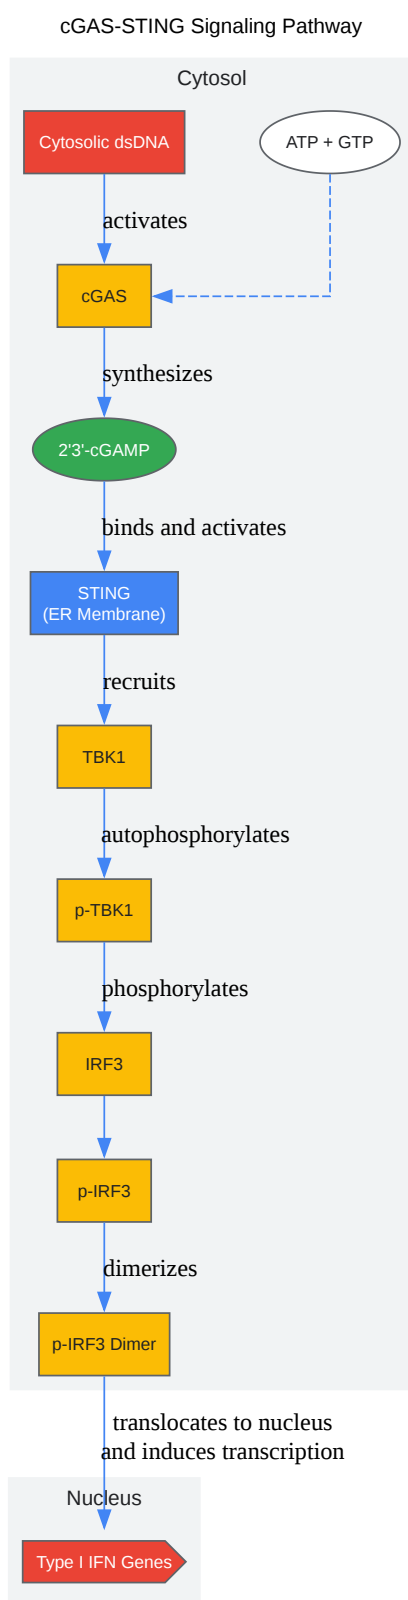 cGAS-STING Signaling Pathway
Cytosol
Cytosolic dsDNA
ATP + GTP
activates
cGAS
synthesizes
2'3'-cGAMP
binds and activates
STING
(ER Membrane)
recruits
TBK1
autophosphorylates
p-TBK1
phosphorylates
IRF3
p-IRF3
dimerizes
p-IRF3 Dimer
translocates to nucleus
and induces transcription
Nucleus
Type I IFN Genes